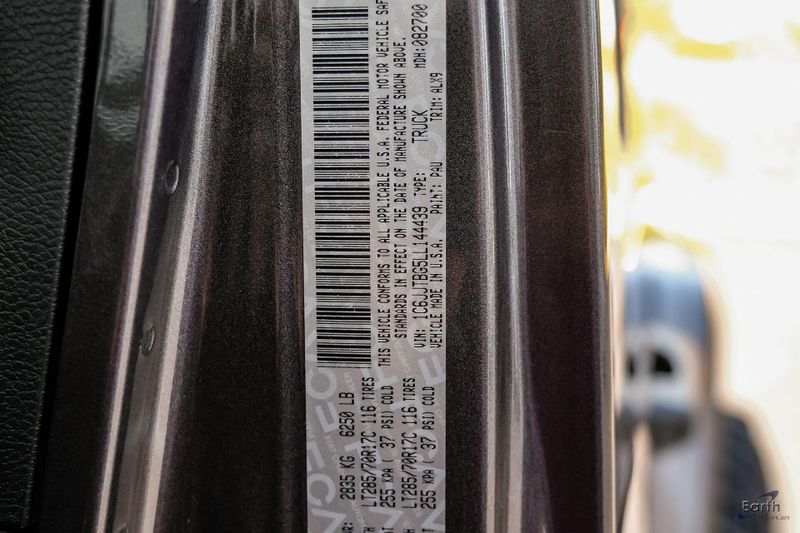 THIS VEHICLE CONFORMS TO ALL APPLICABLE U.S.A. FEDERAL MOTOR VEHICLE SAF
STANDARDS IN EFFECT ON THE DATE OF MANUFACTURE SHOWN ABOVE.
VIN: 1C6JJTBG5LL144439 TYPE: TRUCK MDH:082700
VEHICLE MADE IN U.S.A. PAINT: PAU TRIM: ALX9
2835 KG 6250 LB
LT285/70R17C 116 TIRES
255 KPA ( 37 PSI) COLD
LT285/70R17C 116 TIRES
255 KPA ( 37 PSI) COLD
Earth
MotorCars